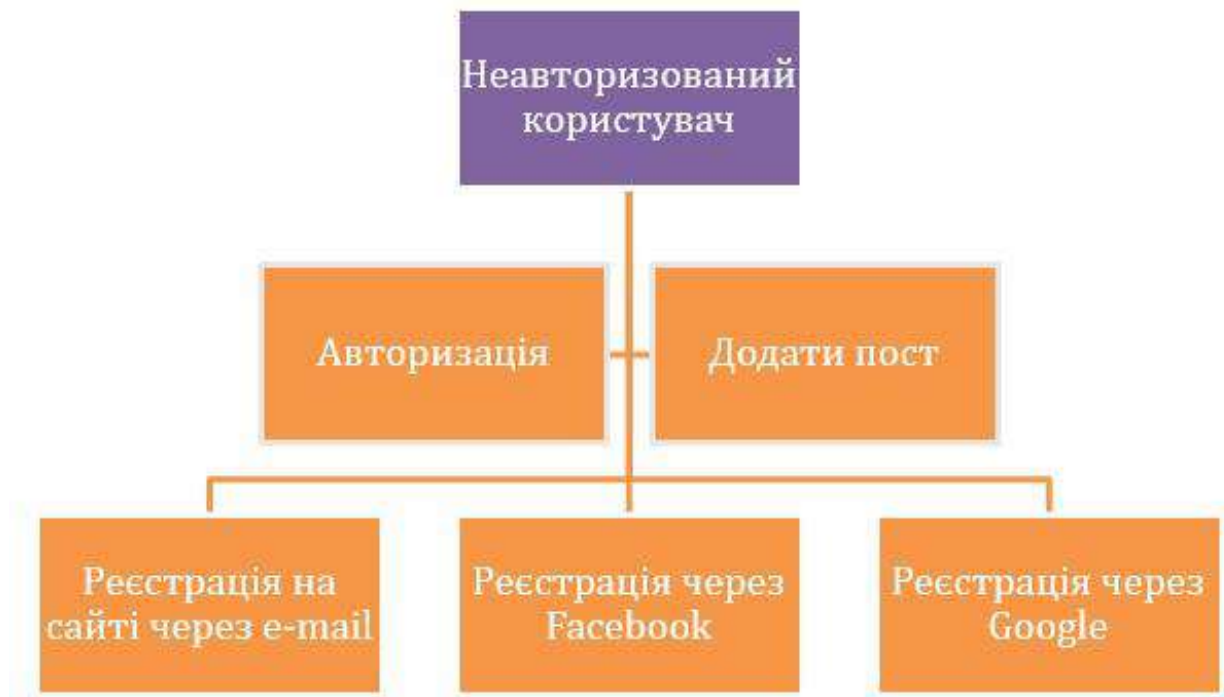 Неавторизований
користувач
Авторизація
Додати пост
Реєстрація на
сайті через e-mail
Реєстрація через
Facebook
Реєстрація через
Google